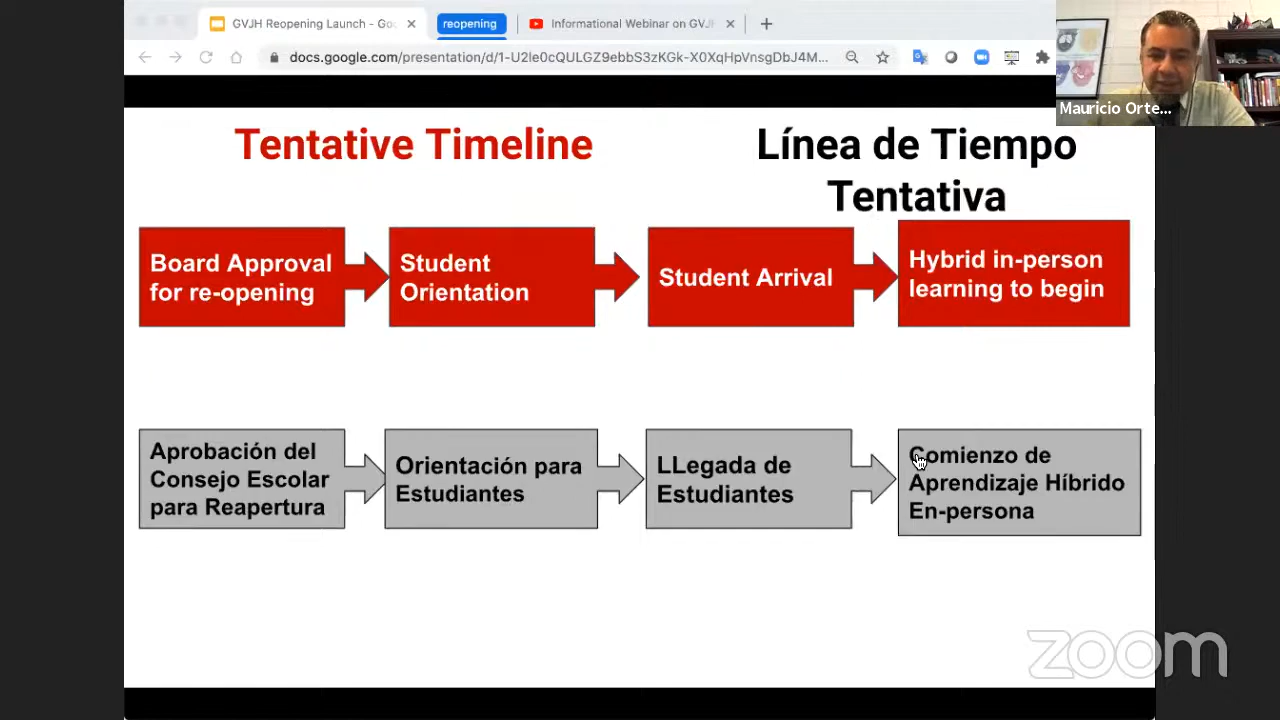 GVJH Reopening Launch - Goo
reopening
Informational Webinar on GVJH
docs.google.com/presentation/d/1-U2le0cQULGZ9ebbS3zKGk-X0XqHpVnsgDbJ4M...
Mauricio Orte...
Tentative Timeline
Línea de Tiempo
Tentativa
Board Approval
for re-opening
Student
Orientation
Student Arrival
Hybrid in-person
learning to begin
Aprobación del
Consejo Escolar
para Reapertura
Orientación para
Estudiantes
LLegada de
Estudiantes
Comienzo de
Aprendizaje Híbrido
En-persona
zoom